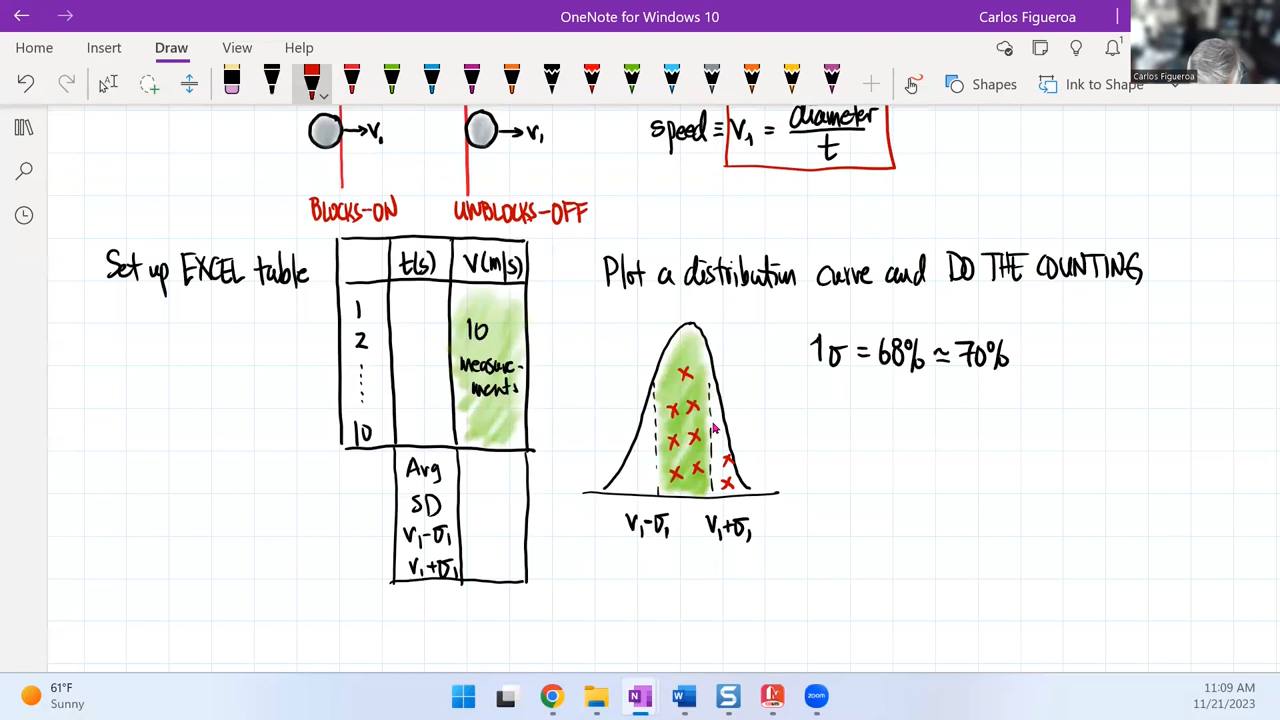 OneNote for Windows 10
Carlos Figueroa
Home Insert Draw View Help
1
Carlos Figueroa
Shapes
Ink to Shape
→V₁
→V₁
speed ≡ V₁ = diameter
t
BLOCKS-ON
UNBLOCKS-OFF
Set up EXCEL table
t(s) V(m/s)
1
2
10
10
measure-
ments
Avg
SD
V₁-σ₁
V₁+σ₁
Plot a distribution curve and DO THE COUNTING
1σ = 68% ≃ 70%
x
x x
x x
x
x x
x
V₁-σ₁ V₁+σ₁
61°F
Sunny
11:09 AM
11/21/2023